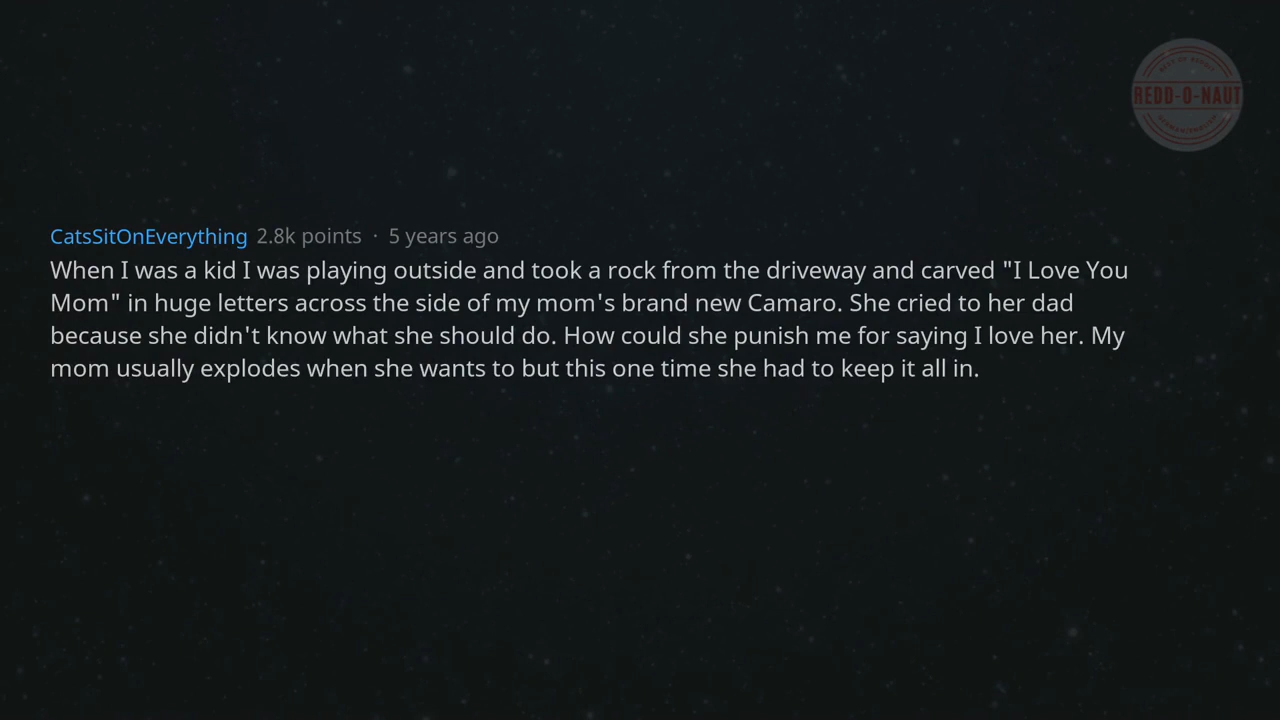 BEST OF REDDIT
REDD-O-NAUT
CatsSitOnEverything 2.8k points · 5 years ago
When I was a kid I was playing outside and took a rock from the driveway and carved "I Love You
Mom" in huge letters across the side of my mom's brand new Camaro. She cried to her dad
because she didn't know what she should do. How could she punish me for saying I love her. My
mom usually explodes when she wants to but this one time she had to keep it all in.